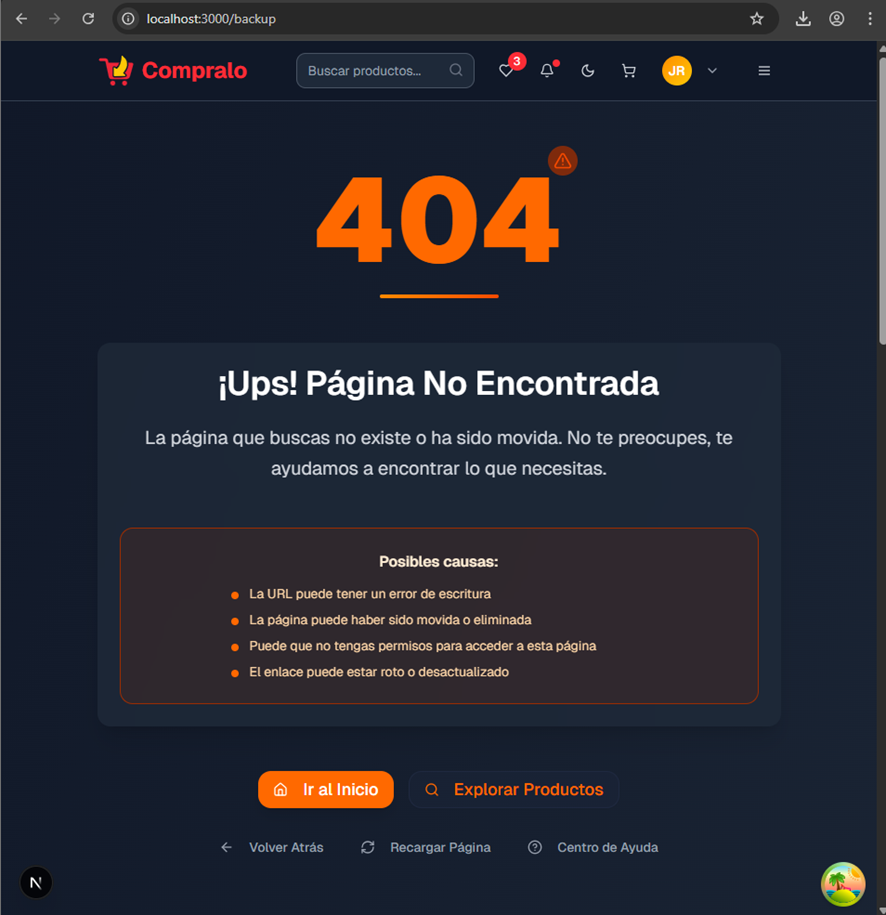 localhost:3000/backup
Compralo
Buscar productos...
3
JR
404
¡Ups! Página No Encontrada
La página que buscas no existe o ha sido movida. No te preocupes, te
ayudamos a encontrar lo que necesitas.
Posibles causas:
La URL puede tener un error de escritura
La página puede haber sido movida o eliminada
Puede que no tengas permisos para acceder a esta página
El enlace puede estar roto o desactualizado
Ir al Inicio
Explorar Productos
Volver Atrás
Recargar Página
Centro de Ayuda
N